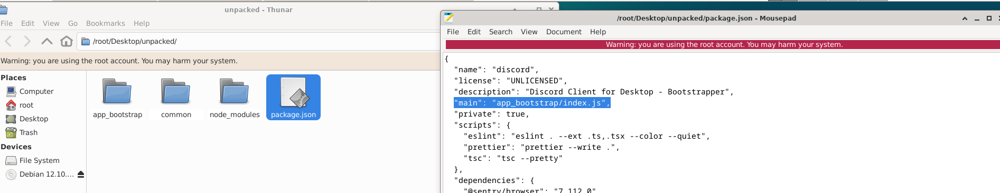 unpacked - Thunar
File Edit View Go Bookmarks Help
/root/Desktop/unpacked/
Warning: you are using the root account. You may harm your system.
Places
Computer
root
Desktop
Trash
Devices
File System
Debian 12.10....
app_bootstrap common node_modules package.json
/root/Desktop/unpacked/package.json - Mousepad
File Edit Search View Document Help
Warning: you are using the root account. You may harm your system.
{
"name": "discord",
"license": "UNLICENSED",
"description": "Discord Client for Desktop - Bootstrapper",
"main": "app_bootstrap/index.js",
"private": true,
"scripts": {
"eslint": "eslint . --ext .ts,.tsx --color --quiet",
"prettier": "prettier --write .",
"tsc": "tsc --pretty"
},
"dependencies": {
"@sentry/browser": "7.112.0"